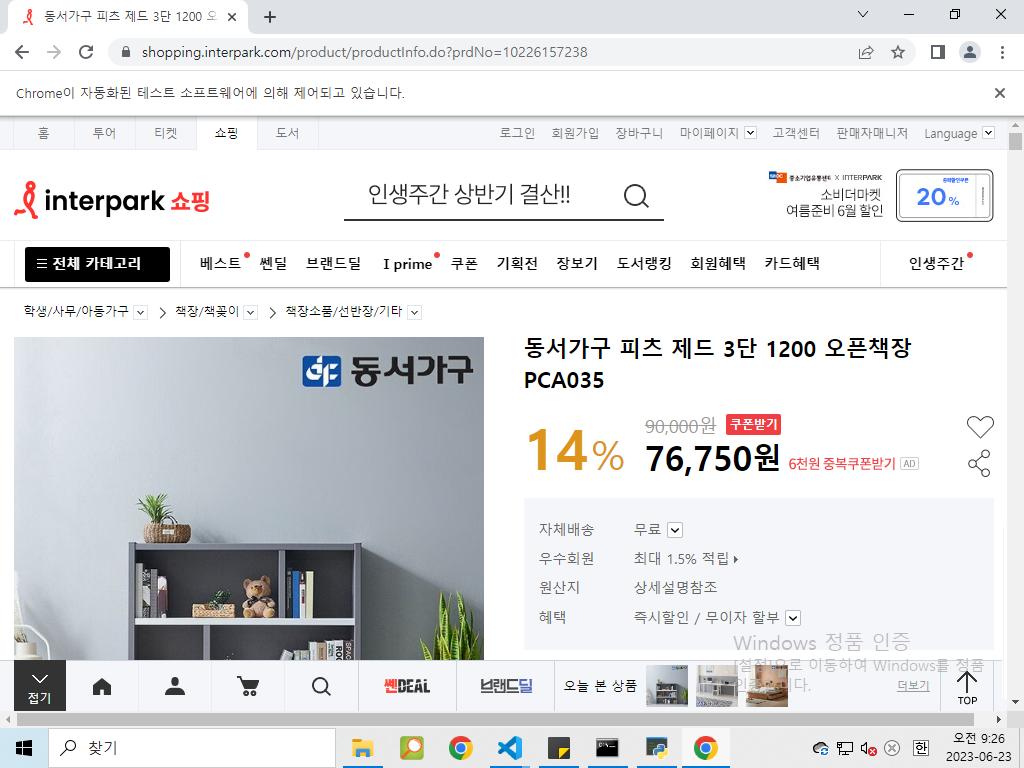 동서가구 피츠 제드 3단 1200 오
shopping.interpark.com/product/productInfo.do?prdNo=10226157238
Chrome이 자동화된 테스트 소프트웨어에 의해 제어되고 있습니다.
홈 투어 티켓 쇼핑 도서 로그인 회원가입 장바구니 마이페이지 고객센터 판매자매니저 Language
interpark 쇼핑
인생주간 상반기 결산!!
중소기업유통센터 X INTERPARK
소비더마켓
여름준비 6월 할인
20%
전체 카테고리 베스트 쎈딜 브랜드딜 I prime 쿠폰 기획전 장보기 도서랭킹 회원혜택 카드혜택 인생주간
학생/사무/아동가구 책장/책꽂이 책장소품/선반장/기타
동서가구
동서가구 피츠 제드 3단 1200 오픈책장
PCA035
14%
90,000원 쿠폰받기
76,750원 6천원 중복쿠폰받기 AD
자체배송 무료
우수회원 최대 1.5% 적립
원산지 상세설명참조
혜택 즉시할인 / 무이자 할부
Windows 정품 인증
[설정]으로 이동하여 Windows를 정품
접기
쎈DEAL
브랜드딜
오늘 본 상품
더보기
TOP
찾기
한
오전 9:26
2023-06-23